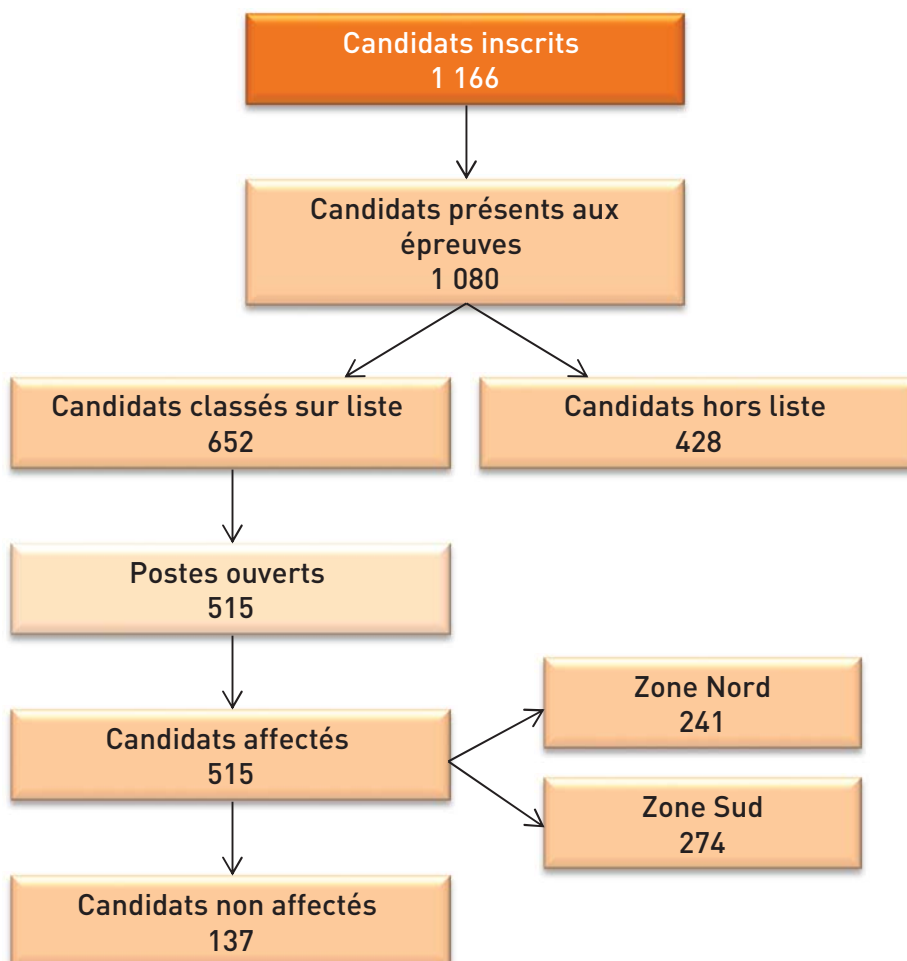 Candidats inscrits
1 166
Candidats présents aux
épreuves
1 080
Candidats classés sur liste
652
Candidats hors liste
428
Postes ouverts
515
Candidats affectés
515
Zone Nord
241
Zone Sud
274
Candidats non affectés
137